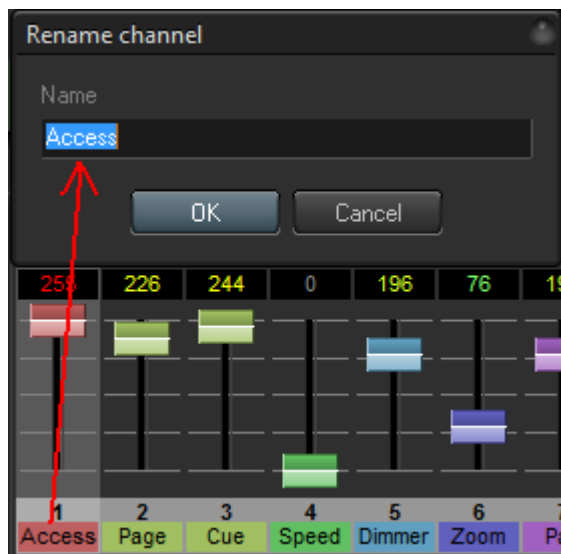 Rename channel
Name
Access
OK Cancel
255 226 244 0 196 76
1 2 3 4 5 6
Access Page Cue Speed Dimmer Zoom